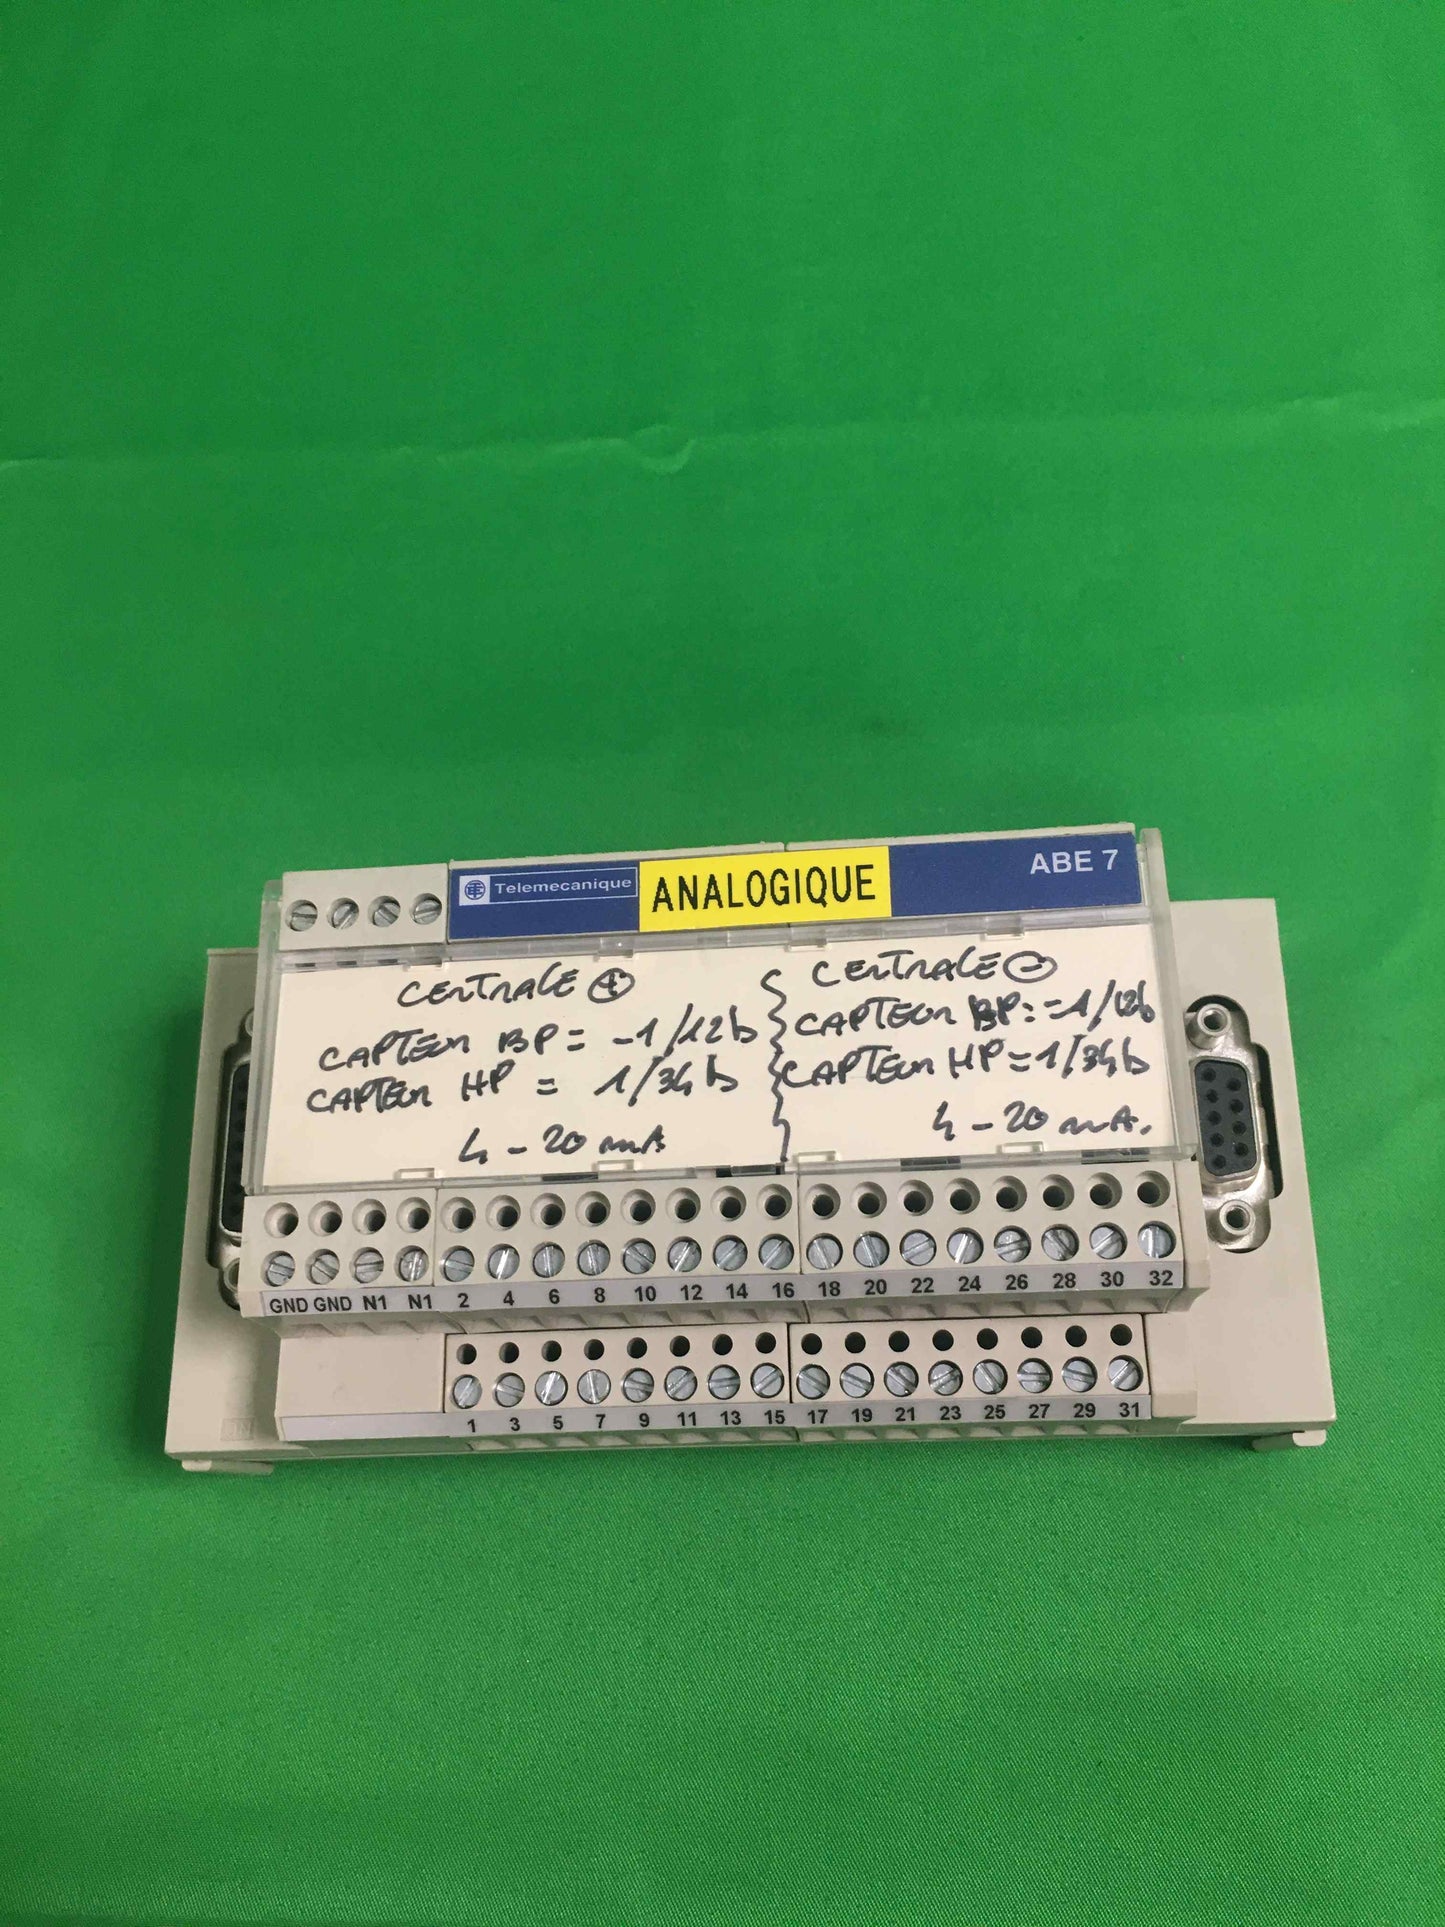 Telemecanique ANALOGIQUE ABE 7
CENTRALE ⊕
CAPTEUR BP = -1/12b
CAPTEUR HP = 1/34b
4 - 20 mA
CENTRALE ⊖
CAPTEUR BP: -1/12b
CAPTEUR HP = 1/34b
4 - 20 mA.
GND GND N1 N1 2 4 6 8 10 12 14 16 18 20 22 24 26 28 30 32
1 3 5 7 9 11 13 15 17 19 21 23 25 27 29 31